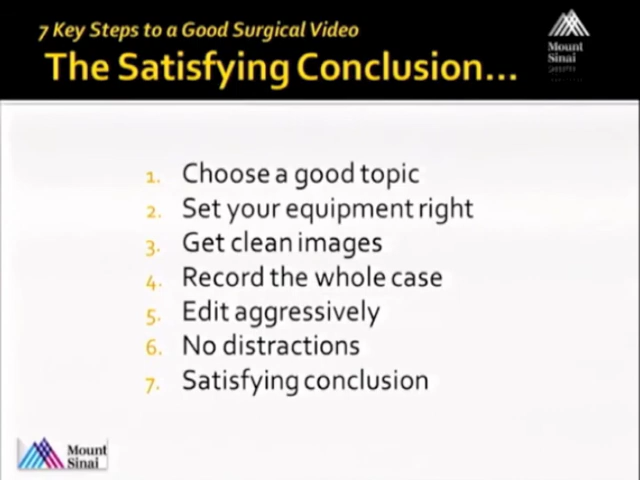 7 Key Steps to a Good Surgical Video
The Satisfying Conclusion...
Mount
Sinai
1. Choose a good topic
2. Set your equipment right
3. Get clean images
4. Record the whole case
5. Edit aggressively
6. No distractions
7. Satisfying conclusion
Mount
Sinai